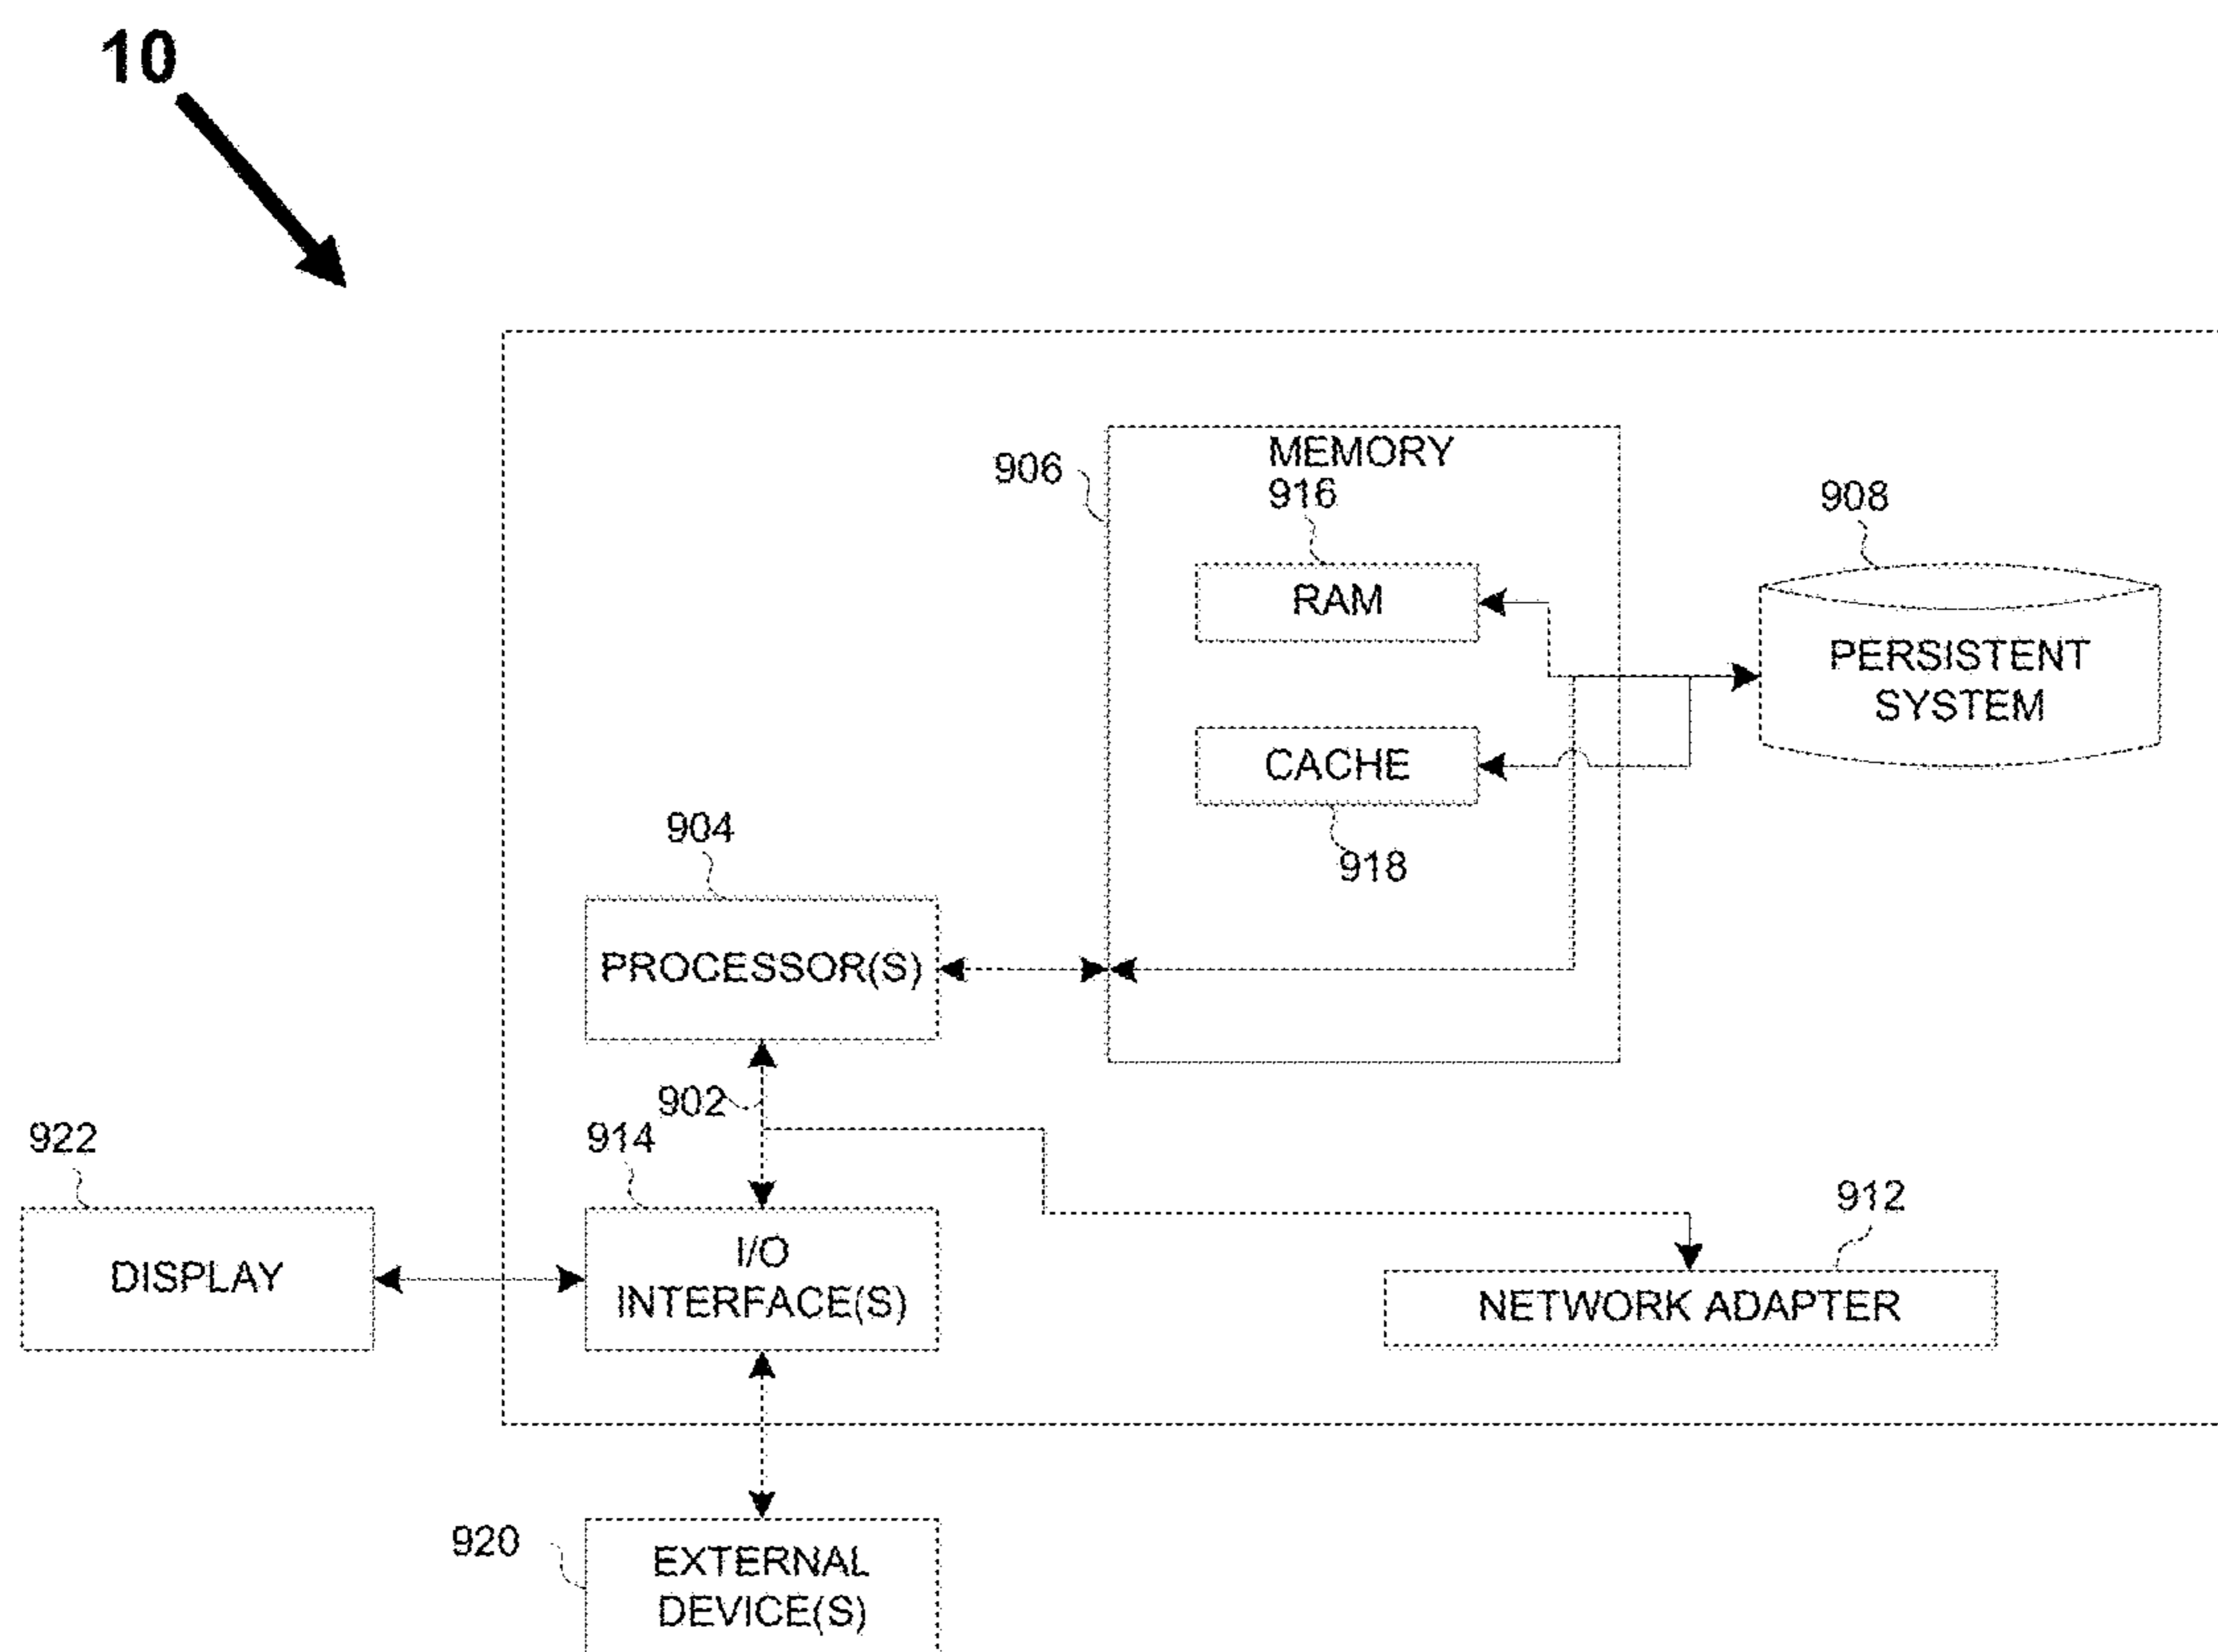 10
MEMORY
906
916
908
RAM
PERSISTENT
SYSTEM
CACHE
904
918
PROCESSOR(S)
902
922
914
912
DISPLAY
I/O
INTERFACE(S)
NETWORK ADAPTER
920
EXTERNAL
DEVICE(S)